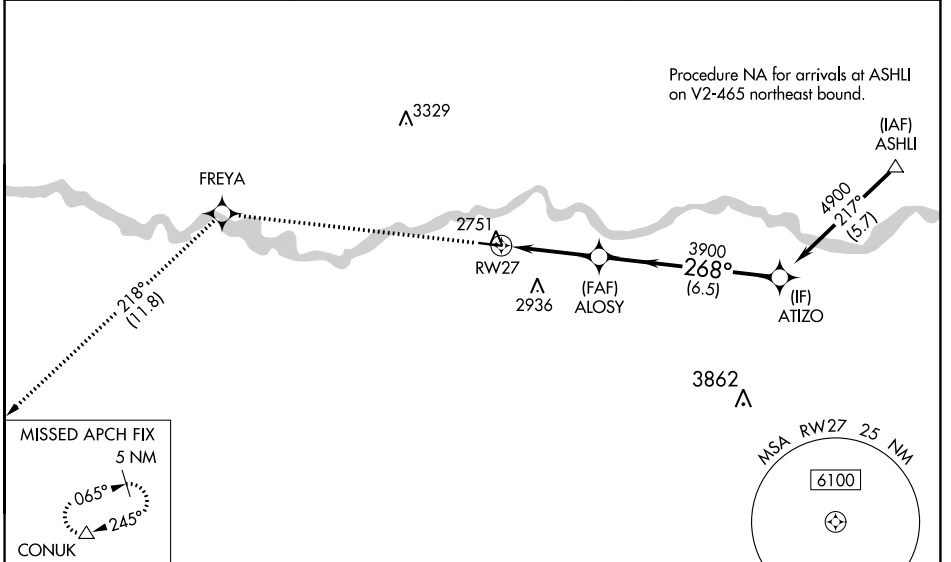 Procedure NA for arrivals at ASHLI
on V2-465 northeast bound.
3329
(IAF)
ASHLI
FREYA
4900
217°
(5.7)
2751
RW27
3900
268°
(6.5)
(FAF)
ALOSY
2936
(IF)
ATIZO
218°
(11.8)
3862
MISSED APCH FIX
5 NM
065°
245°
CONUK
MSA RW27 25 NM
6100